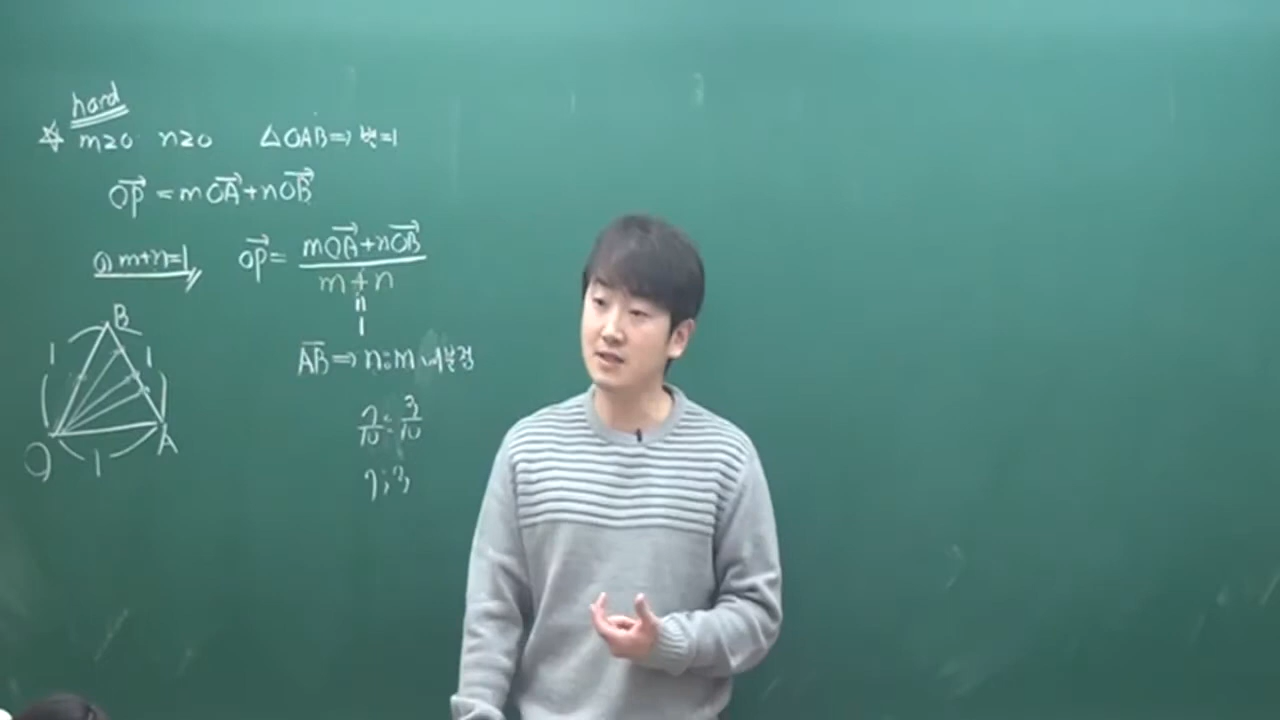 hard
☆ m≥0 n≥0 △OAB⇒ 변=1
OP→ = mOA→+nOB→
① m+n=1 OP→ = (mOA→+nOB→)/(m+n)
॥
1
AB⇒ n:m 내분점
7/10 : 3/10
7:3
B
1 1
O 1 A